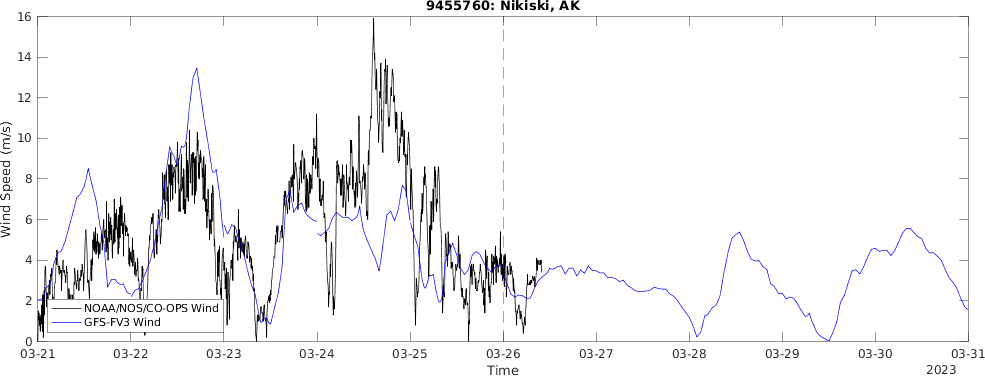 9455760: Nikiski, AK
Wind Speed (m/s)
16
14
12
10
8
6
4
2
0
NOAA/NOS/CO-OPS Wind
GFS-FV3 Wind
03-21 03-22 03-23 03-24 03-25 03-26 03-27 03-28 03-29 03-30 03-31
Time
2023